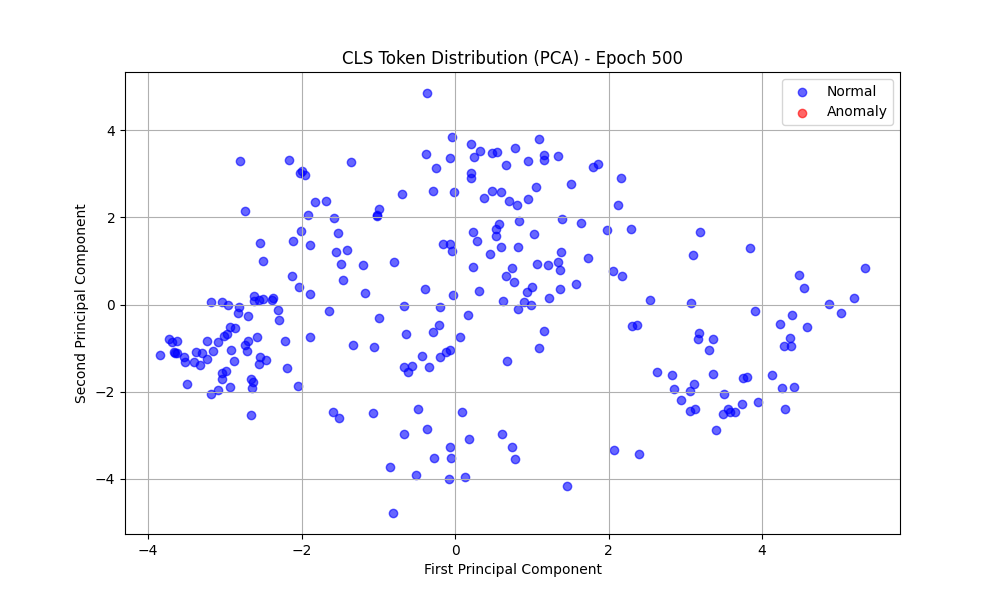 CLS Token Distribution (PCA) - Epoch 500
Normal
Anomaly
Second Principal Component
4
2
0
−2
−4
−4
−2
0
2
4
First Principal Component